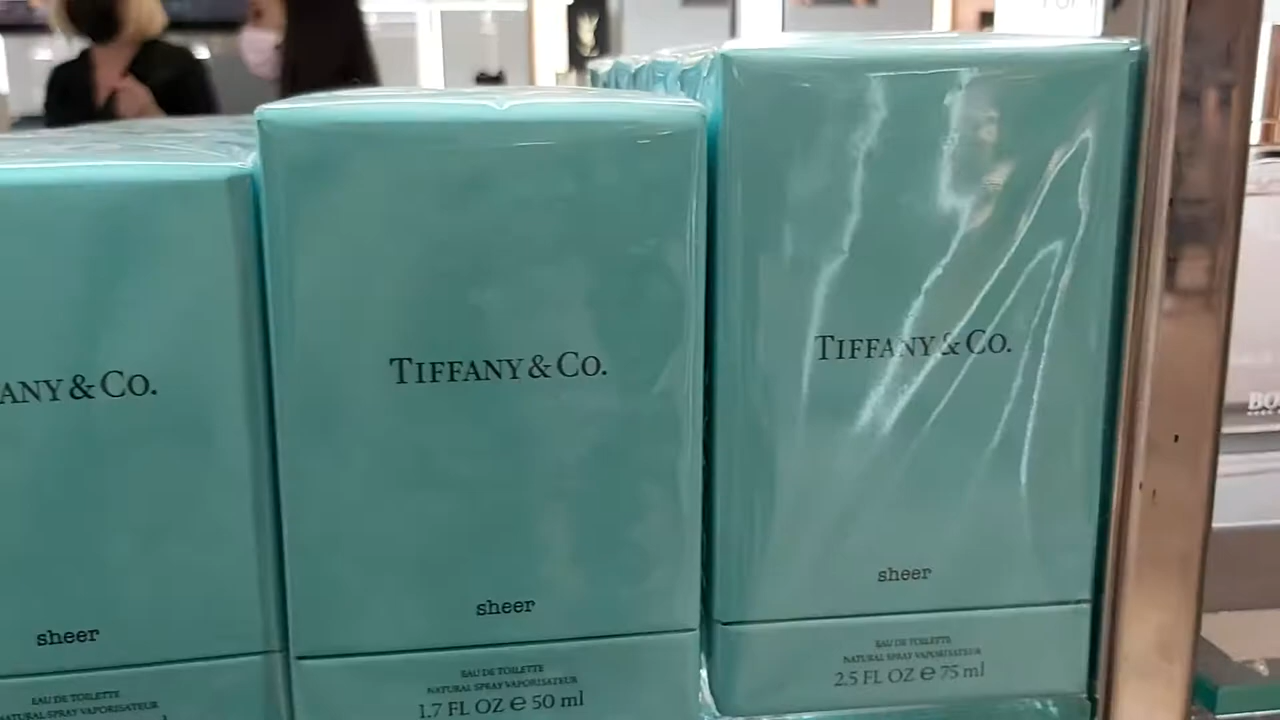 ANY & CO.
sheer
EAU DE TOILETTE
NATURAL SPRAY VAPORISATEUR
TIFFANY & CO.
sheer
EAU DE TOILETTE
NATURAL SPRAY VAPORISATEUR
1.7 FL OZ ℮ 50 ml
TIFFANY & CO.
sheer
EAU DE TOILETTE
NATURAL SPRAY VAPORISATEUR
2.5 FL OZ ℮ 75 ml
BO